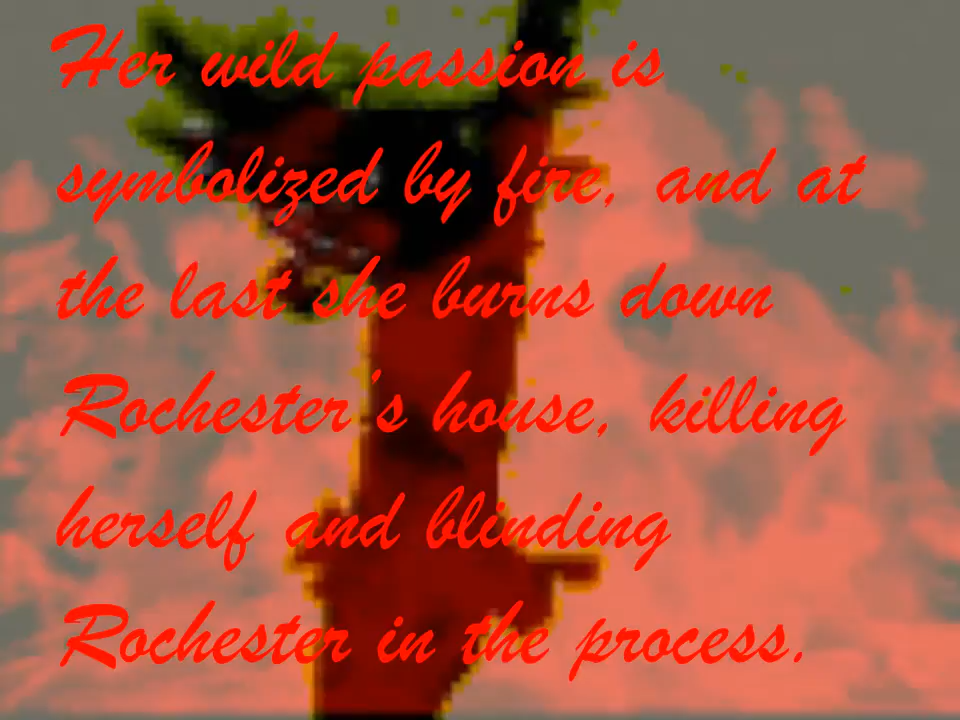 Her wild passion is
symbolized by fire, and at
the last she burns down
Rochester's house, killing
herself and blinding
Rochester in the process.